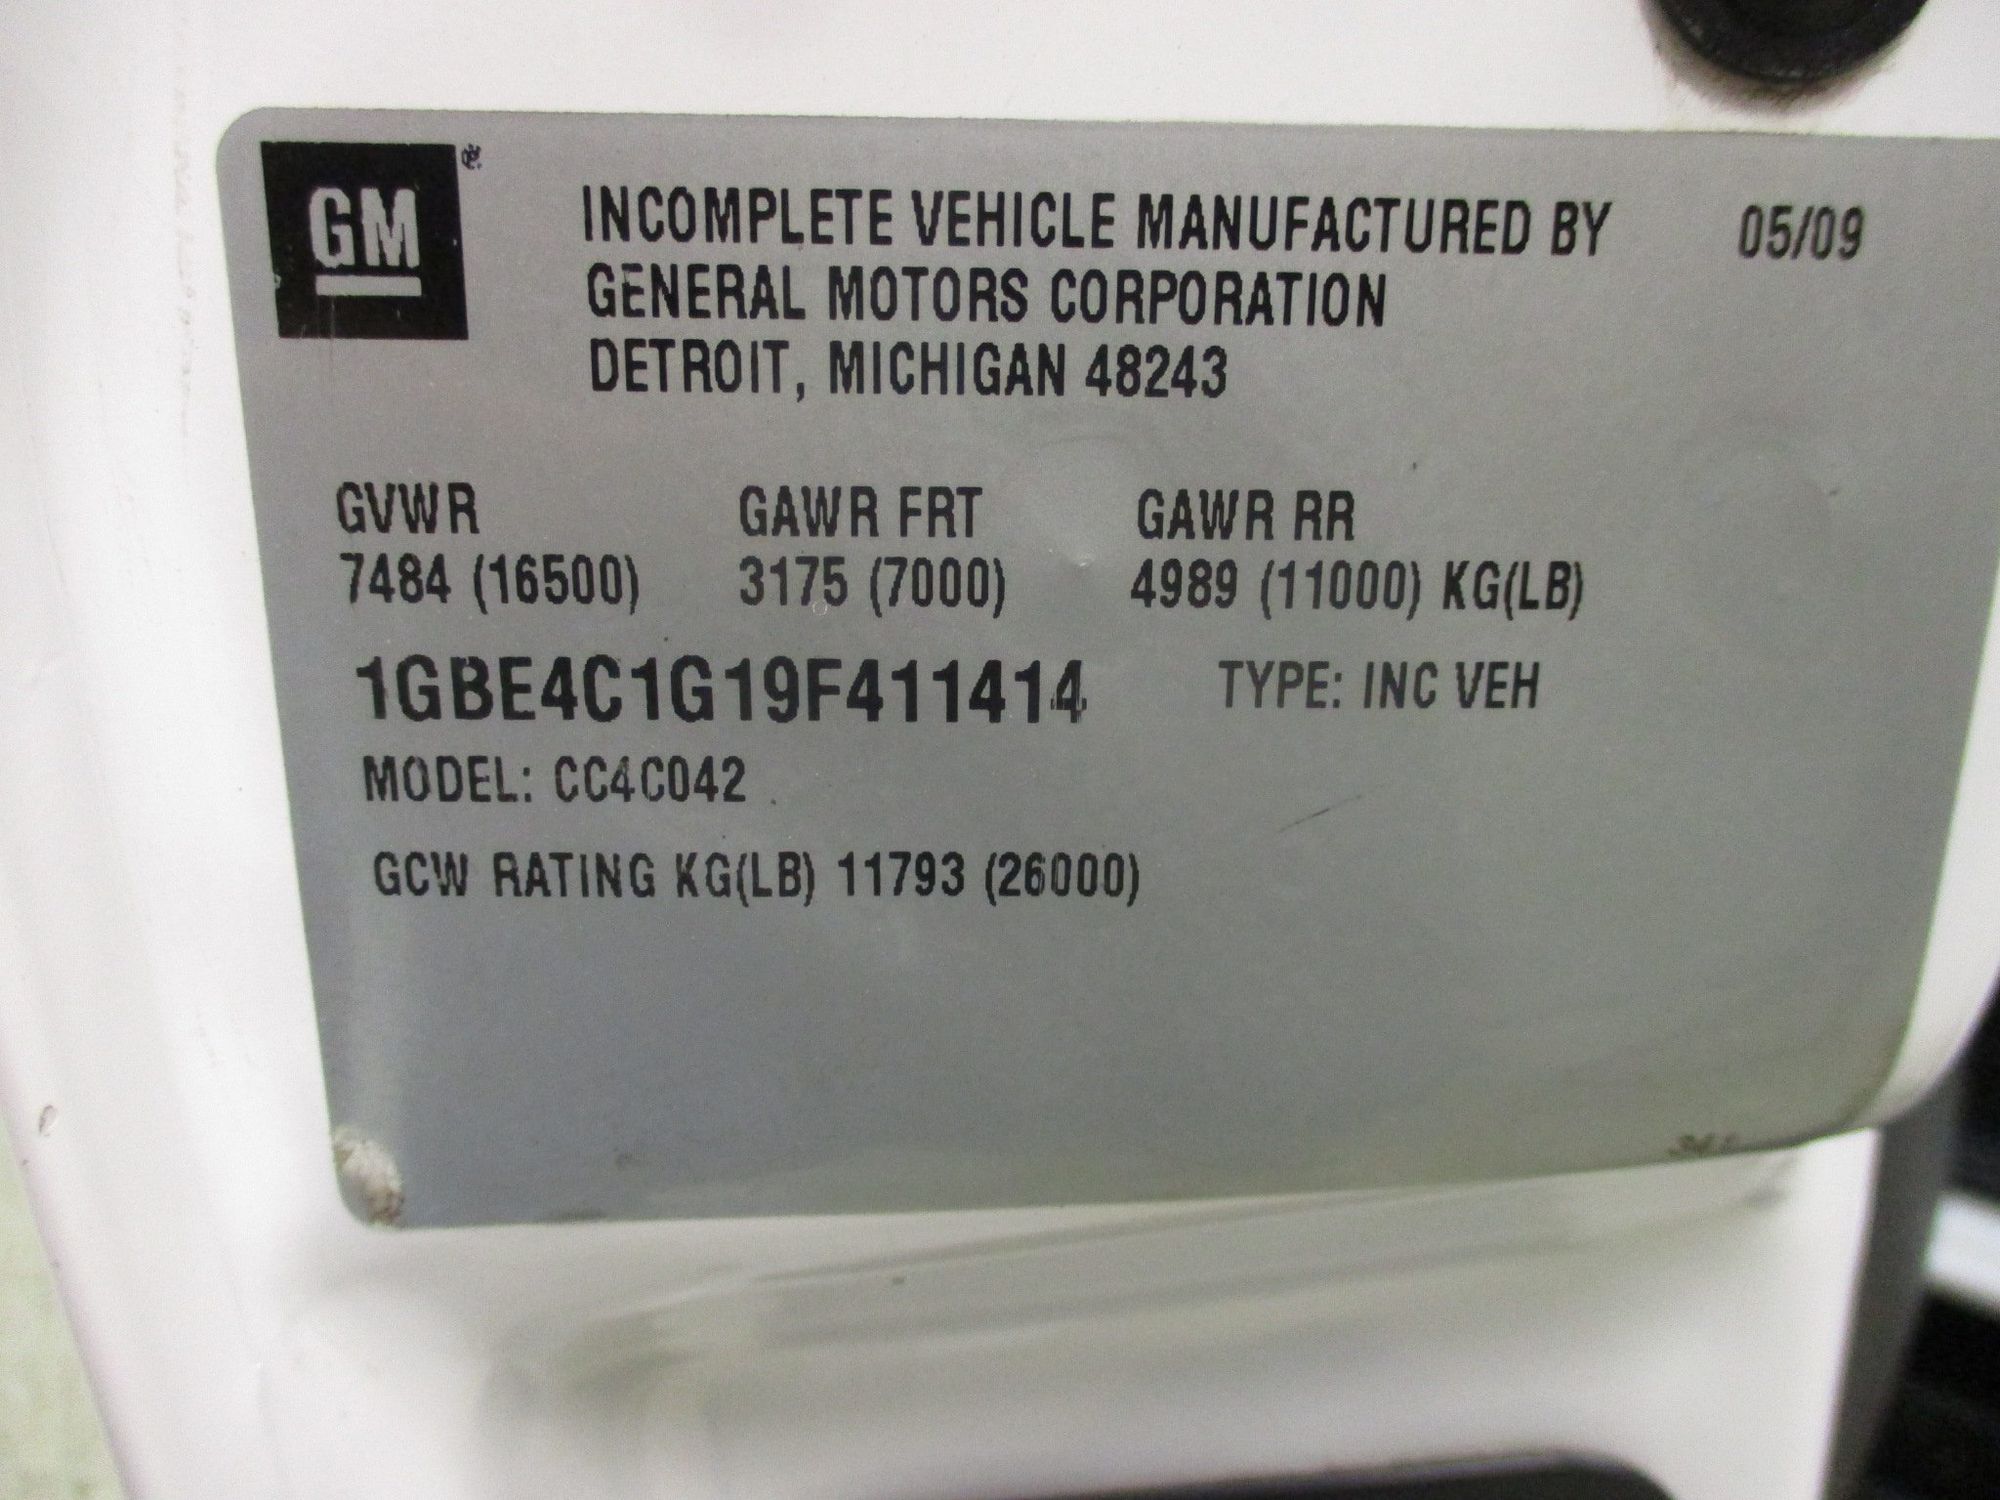 GM
INCOMPLETE VEHICLE MANUFACTURED BY 05/09
GENERAL MOTORS CORPORATION
DETROIT, MICHIGAN 48243
GVWR GAWR FRT GAWR RR
7484 (16500) 3175 (7000) 4989 (11000) KG(LB)
1GBE4C1G19F411414 TYPE: INC VEH
MODEL: CC4C042
GCW RATING KG(LB) 11793 (26000)